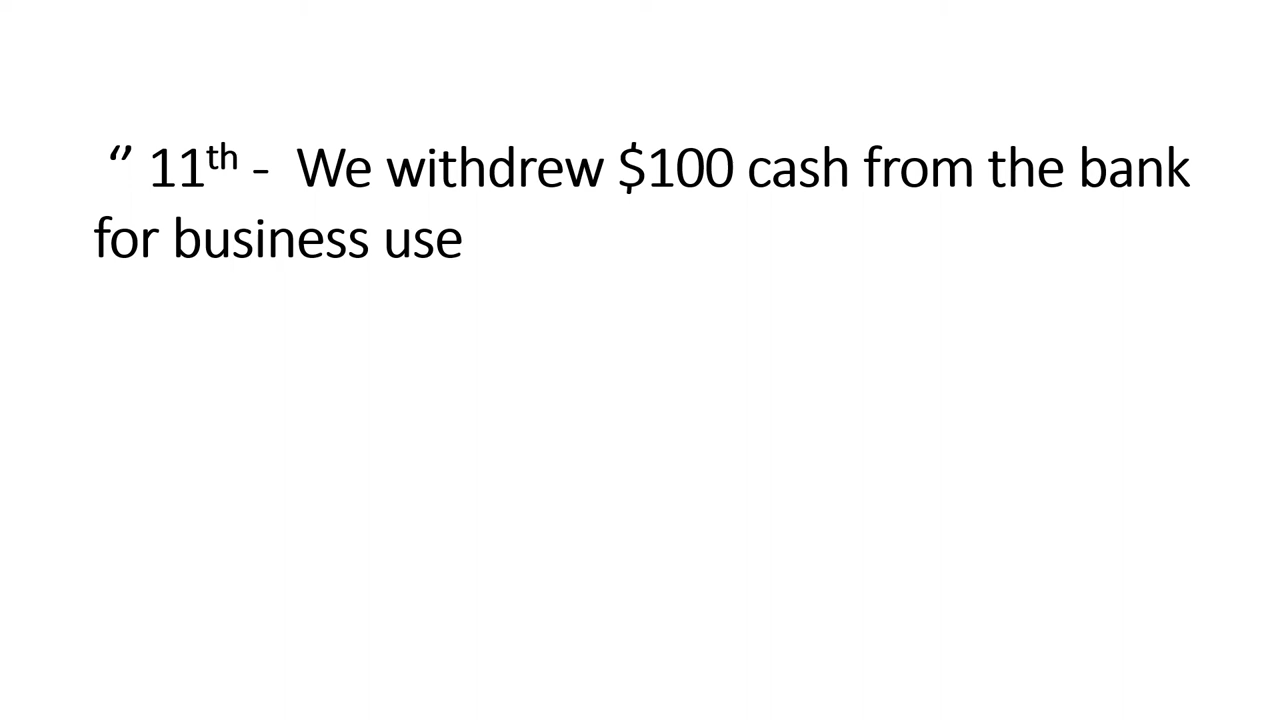 ‘’ 11th - We withdrew $100 cash from the bank
for business use